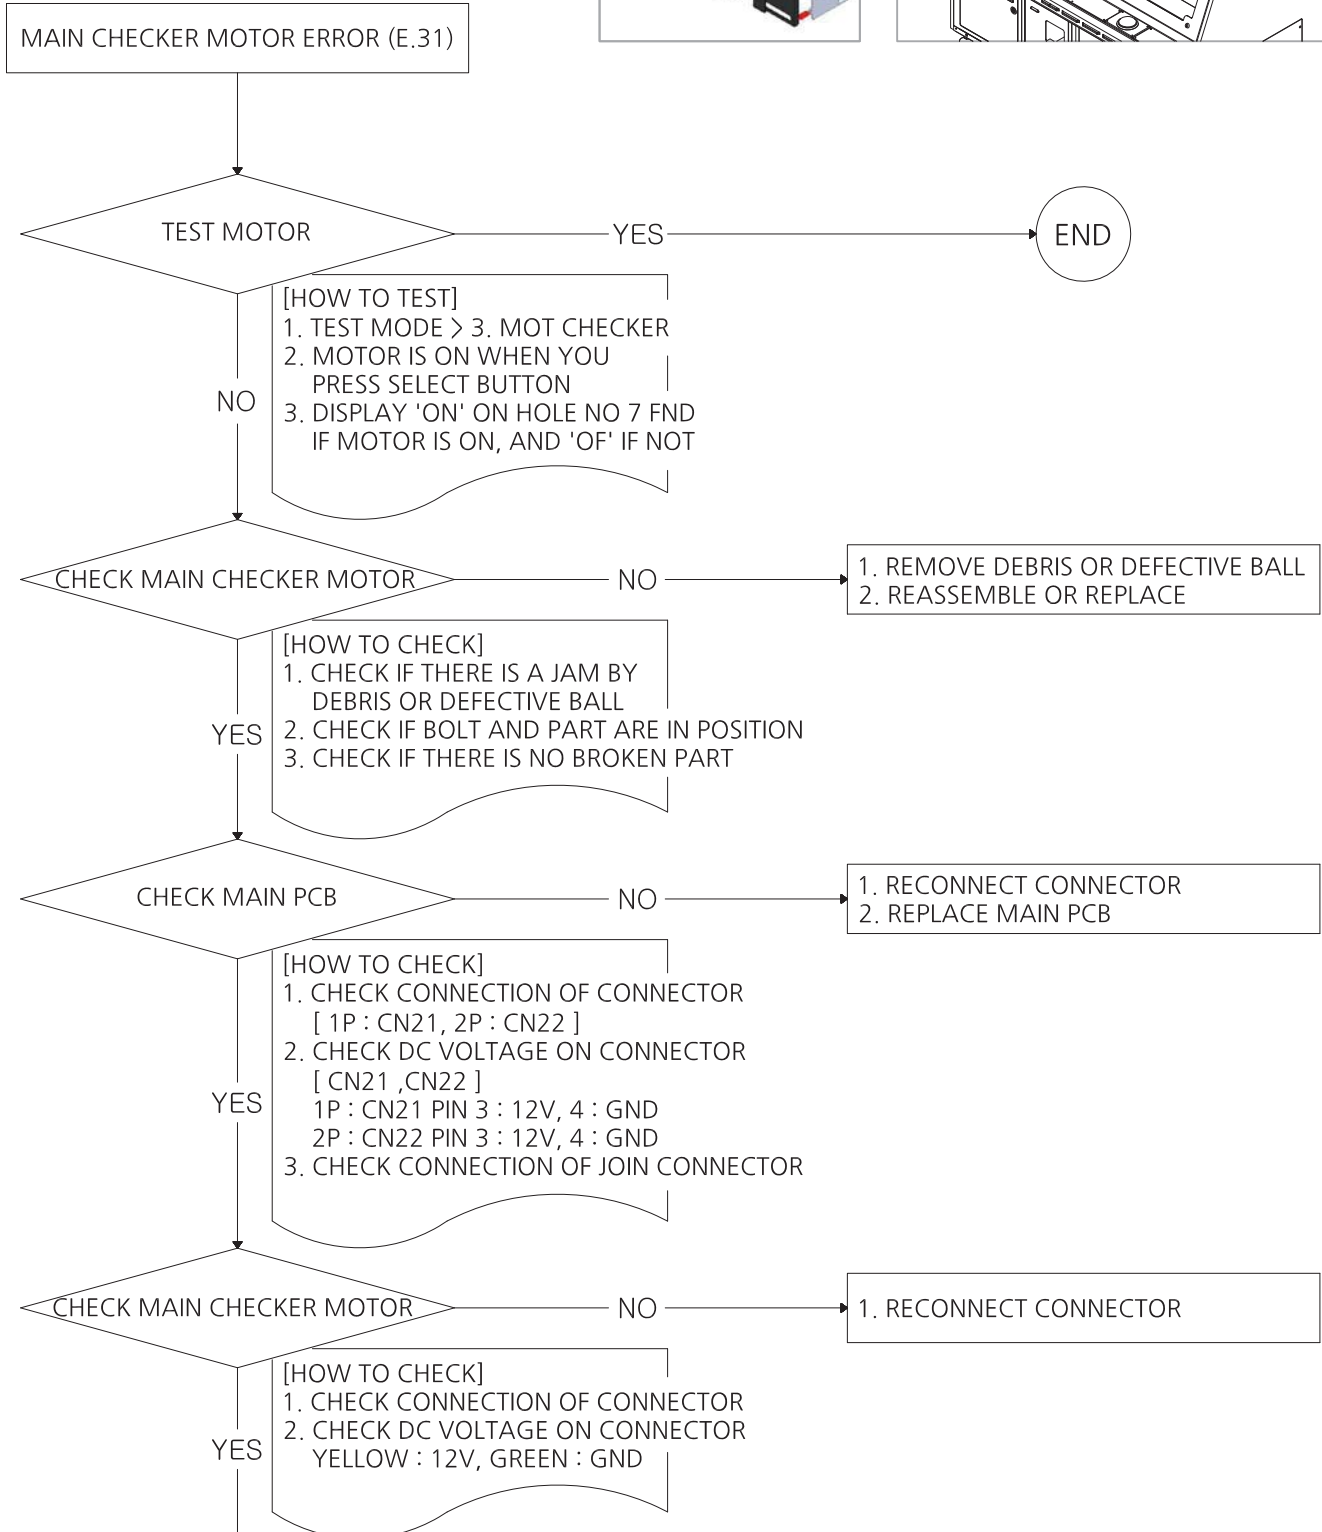 MAIN CHECKER MOTOR ERROR (E.31)
TEST MOTOR
YES
END
[HOW TO TEST]
1. TEST MODE > 3. MOT CHECKER
2. MOTOR IS ON WHEN YOU
PRESS SELECT BUTTON
3. DISPLAY 'ON' ON HOLE NO 7 FND
IF MOTOR IS ON, AND 'OF' IF NOT
NO
CHECK MAIN CHECKER MOTOR
NO
1. REMOVE DEBRIS OR DEFECTIVE BALL
2. REASSEMBLE OR REPLACE
[HOW TO CHECK]
1. CHECK IF THERE IS A JAM BY
DEBRIS OR DEFECTIVE BALL
2. CHECK IF BOLT AND PART ARE IN POSITION
3. CHECK IF THERE IS NO BROKEN PART
YES
CHECK MAIN PCB
NO
1. RECONNECT CONNECTOR
2. REPLACE MAIN PCB
[HOW TO CHECK]
1. CHECK CONNECTION OF CONNECTOR
[ 1P : CN21, 2P : CN22 ]
2. CHECK DC VOLTAGE ON CONNECTOR
[ CN21 ,CN22 ]
1P : CN21 PIN 3 : 12V, 4 : GND
2P : CN22 PIN 3 : 12V, 4 : GND
3. CHECK CONNECTION OF JOIN CONNECTOR
YES
CHECK MAIN CHECKER MOTOR
NO
1. RECONNECT CONNECTOR
[HOW TO CHECK]
1. CHECK CONNECTION OF CONNECTOR
2. CHECK DC VOLTAGE ON CONNECTOR
YELLOW : 12V, GREEN : GND
YES